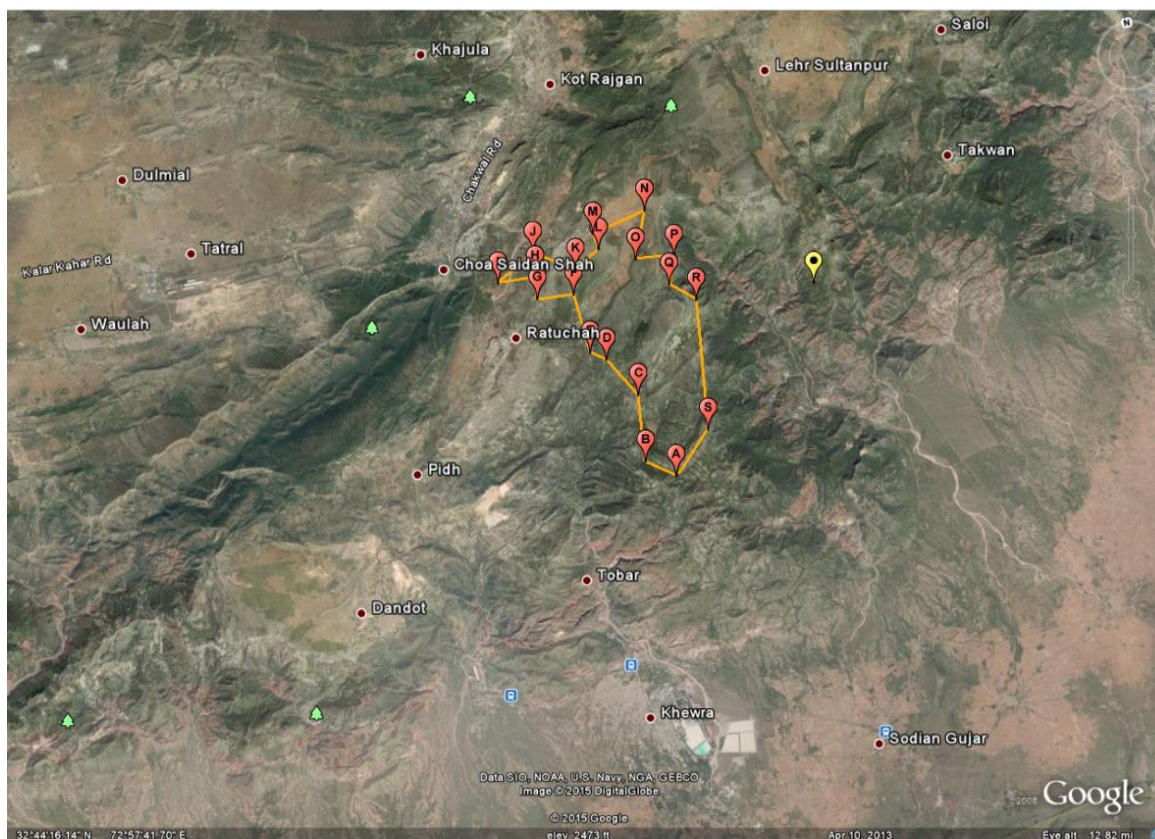 Saloi
Khajula
Lehr Sultanpur
Kot Rajgan
Chakwal Rd
Takwan
Dulmial
N
M
L
J
O
P
Tatral
Kalar Kahar Rd
H
K
Choa Saidan Shah
G
Q
R
Waulah
Ratuchah
D
C
S
B
A
Pidh
Tobar
Dandot
Khewra
Sodian Gujar
Data SIO, NOAA, U.S. Navy, NGA, GEBCO
Image © 2015 DigitalGlobe
© 2015 Google
Google
32°44'16.14" N 72°57'41.70" E
elev 2473 ft
Apr 10, 2013
Eye alt 12.82 mi